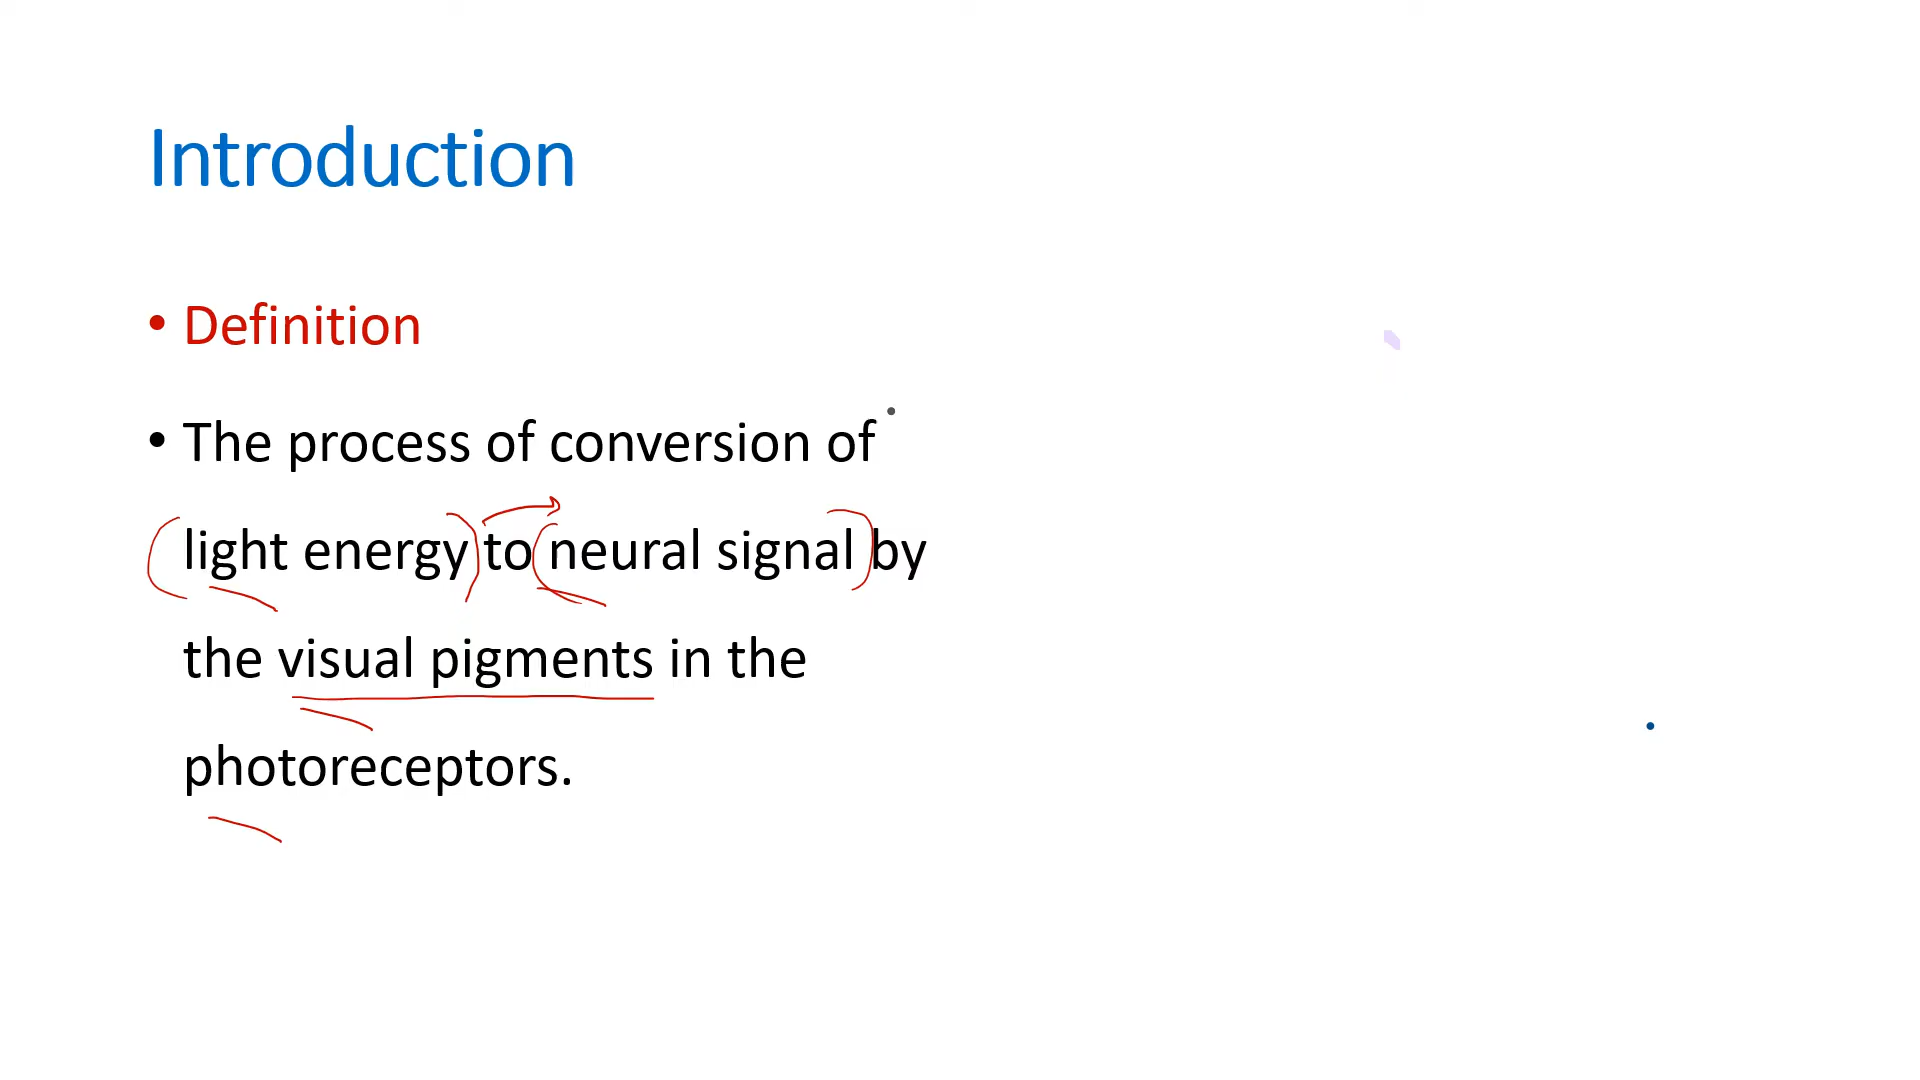 Introduction
• Definition
• The process of conversion of
light energy to neural signal by
the visual pigments in the
photoreceptors.